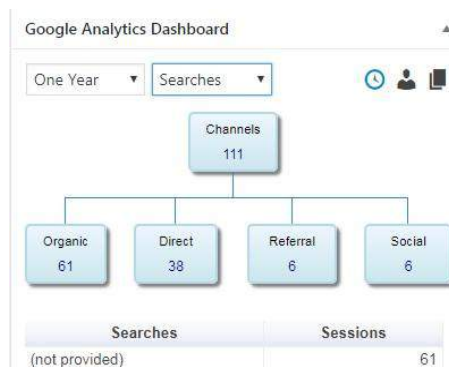 Google Analytics Dashboard
One Year Searches
Channels
111
Organic Direct Referral Social
61 38 6 6
Searches Sessions
(not provided) 61